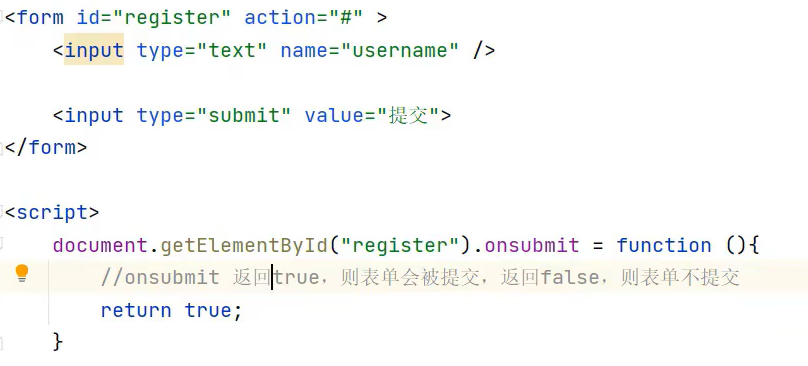 <form id="register" action="#" >
<input type="text" name="username" />
<input type="submit" value="提交">
</form>
<script>
document.getElementById("register").onsubmit = function (){
//onsubmit 返回true，则表单会被提交，返回false，则表单不提交
return true;
}